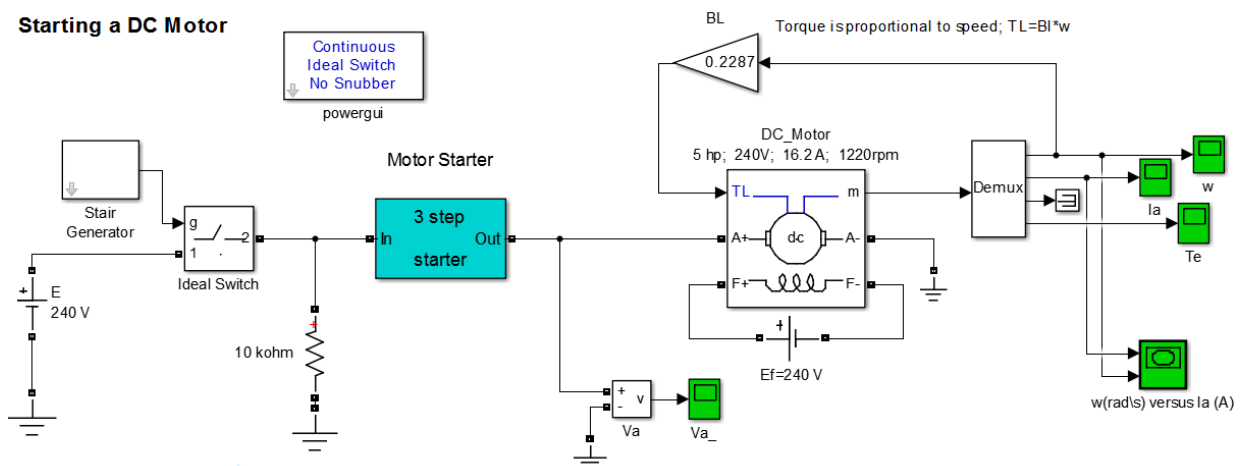 Starting a DC Motor
Continuous
Ideal Switch
No Snubber
powergui
BL
Torque is proportional to speed; TL=Bl*w
0.2287
DC_Motor
5 hp; 240V; 16.2 A; 1220rpm
Motor Starter
Stair
Generator
g
1
2
Ideal Switch
In
3 step
starter
Out
TL
m
A+
dc
A-
F+
F-
Demux
w
Ia
Te
+
E
240 V
+
10 kohm
+
Ef=240 V
+
-
v
Va
Va_
w(rad\s) versus Ia (A)